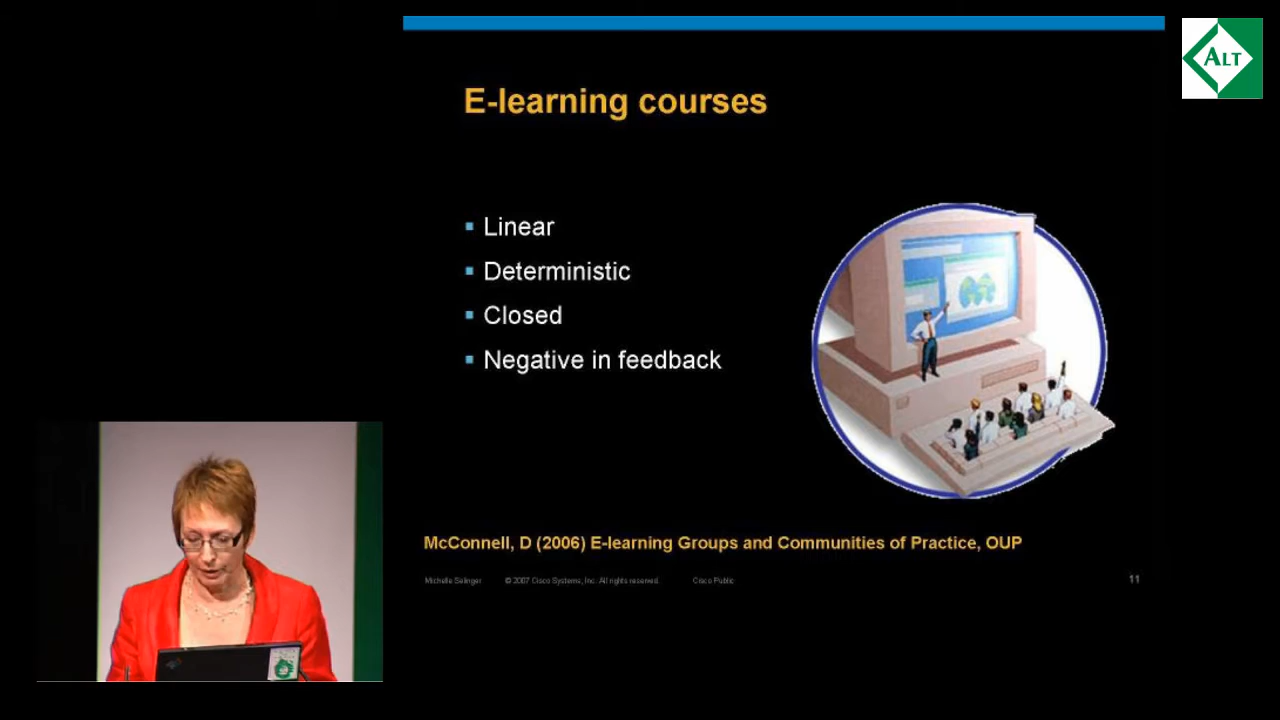 ALT
E-learning courses
Linear
Deterministic
Closed
Negative in feedback
McConnell, D (2006) E-learning Groups and Communities of Practice, OUP
Michelle Selinger © 2007 Cisco Systems, Inc. All rights reserved. Cisco Public 11